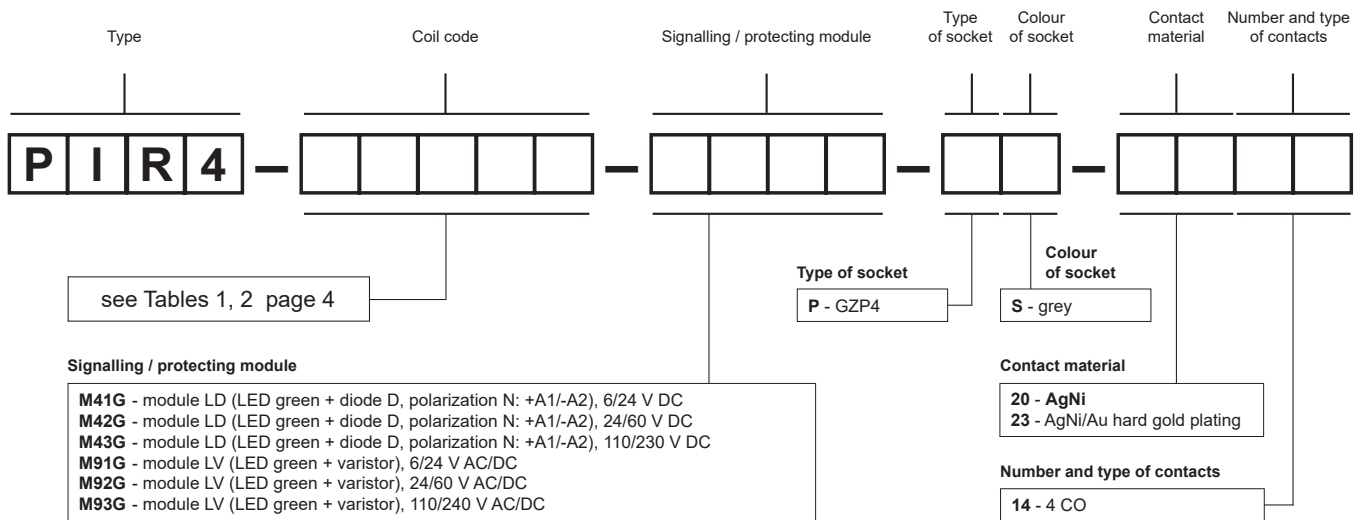 Type
Coil code
Signalling / protecting module
Type
of socket
Colour
of socket
Contact
material
Number and type
of contacts
P I R 4 – – – –
see Tables 1, 2 page 4
Type of socket
P - GZP4
Colour
of socket
S - grey
Signalling / protecting module
M41G - module LD (LED green + diode D, polarization N: +A1/-A2), 6/24 V DC
M42G - module LD (LED green + diode D, polarization N: +A1/-A2), 24/60 V DC
M43G - module LD (LED green + diode D, polarization N: +A1/-A2), 110/230 V DC
M91G - module LV (LED green + varistor), 6/24 V AC/DC
M92G - module LV (LED green + varistor), 24/60 V AC/DC
M93G - module LV (LED green + varistor), 110/240 V AC/DC
Contact material
20 - AgNi
23 - AgNi/Au hard gold plating
Number and type of contacts
14 - 4 CO